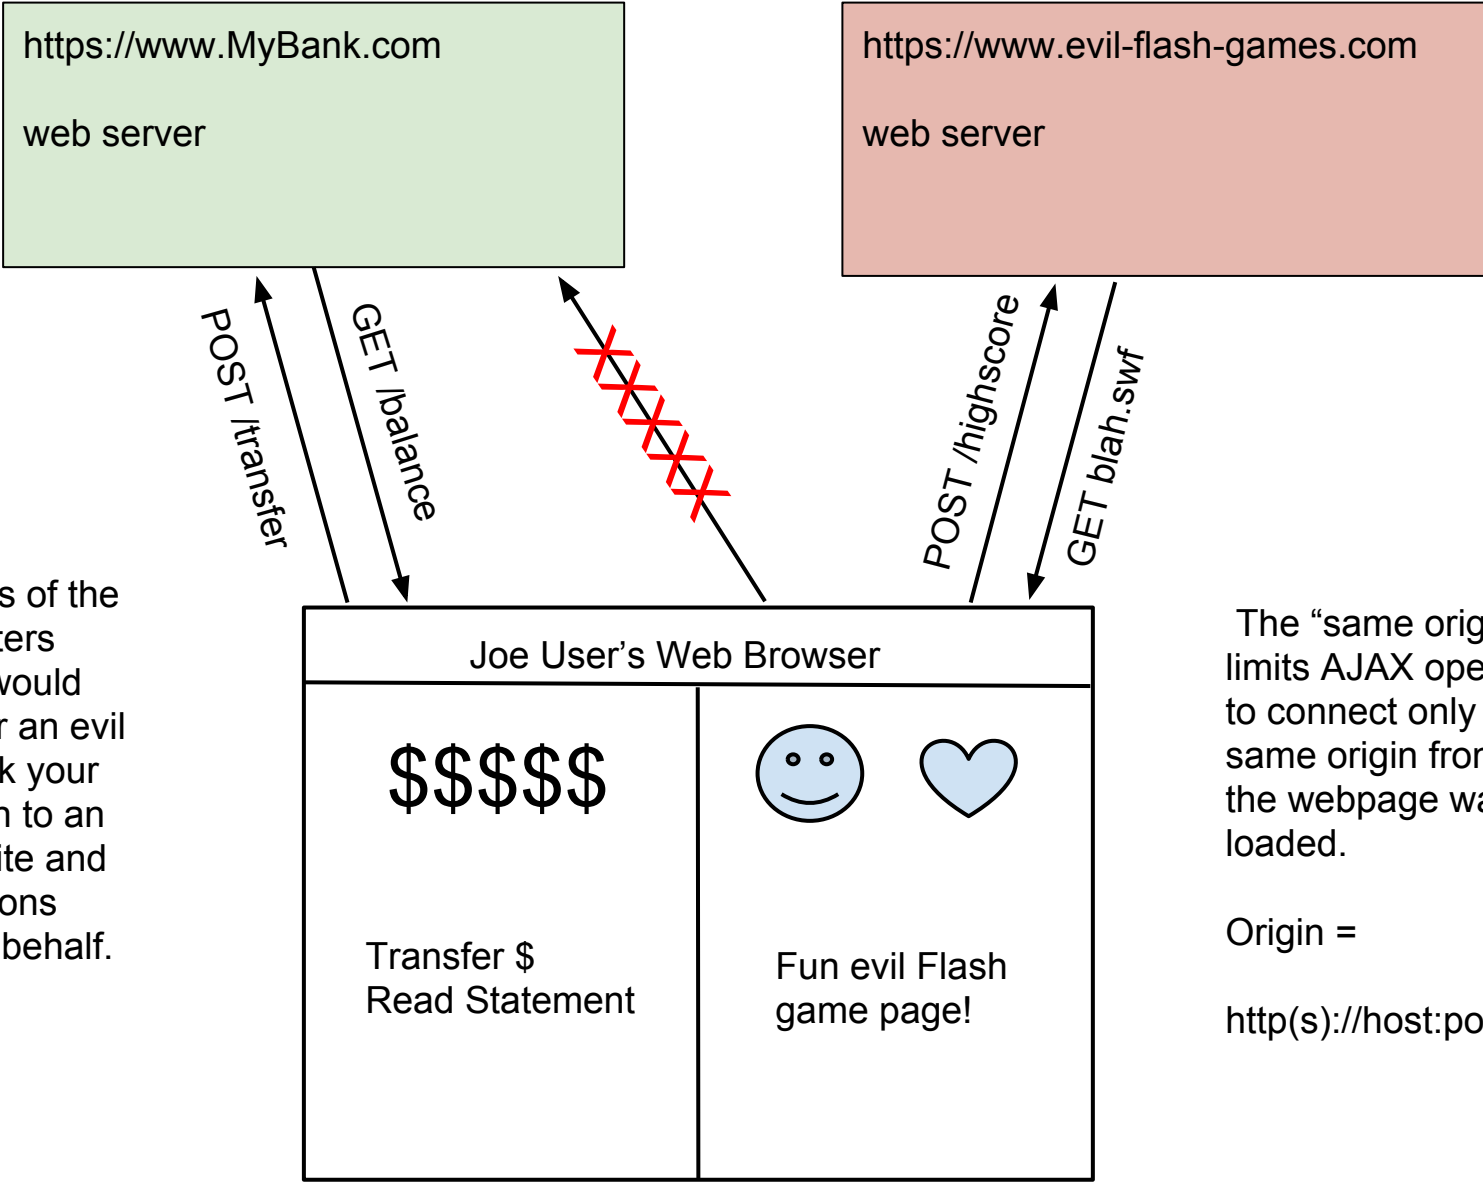 https://www.MyBank.com
web server
https://www.evil-flash-games.com
web server
POST /transfer
GET /balance
POST /highscore
GET blah.swf
s of the
ters
would
r an evil
k your
n to an
ite and
ons
behalf.
Joe User’s Web Browser
$$$$$
Transfer $
Read Statement
Fun evil Flash
game page!
The “same orig
limits AJAX ope
to connect only
same origin fro
the webpage wa
loaded.
Origin =
http(s)://host:po